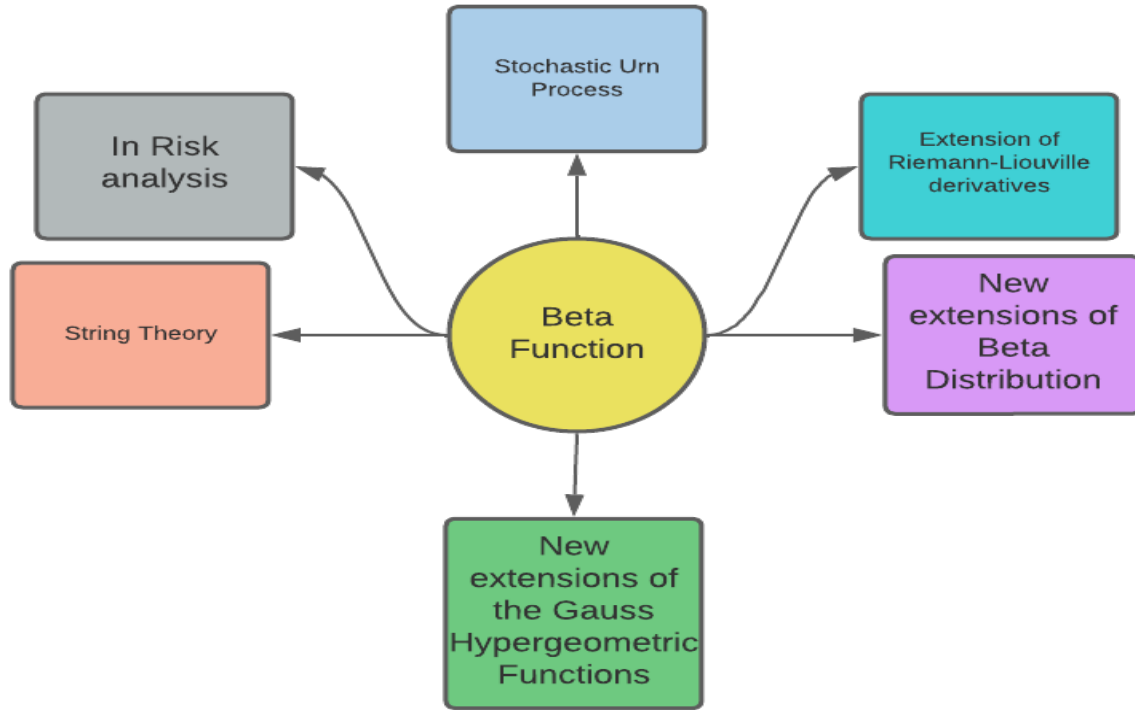 Stochastic Urn
Process
In Risk
analysis
Extension of
Riemann-Liouville
derivatives
String Theory
Beta
Function
New
extensions of
Beta
Distribution
New
extensions of
the Gauss
Hypergeometric
Functions